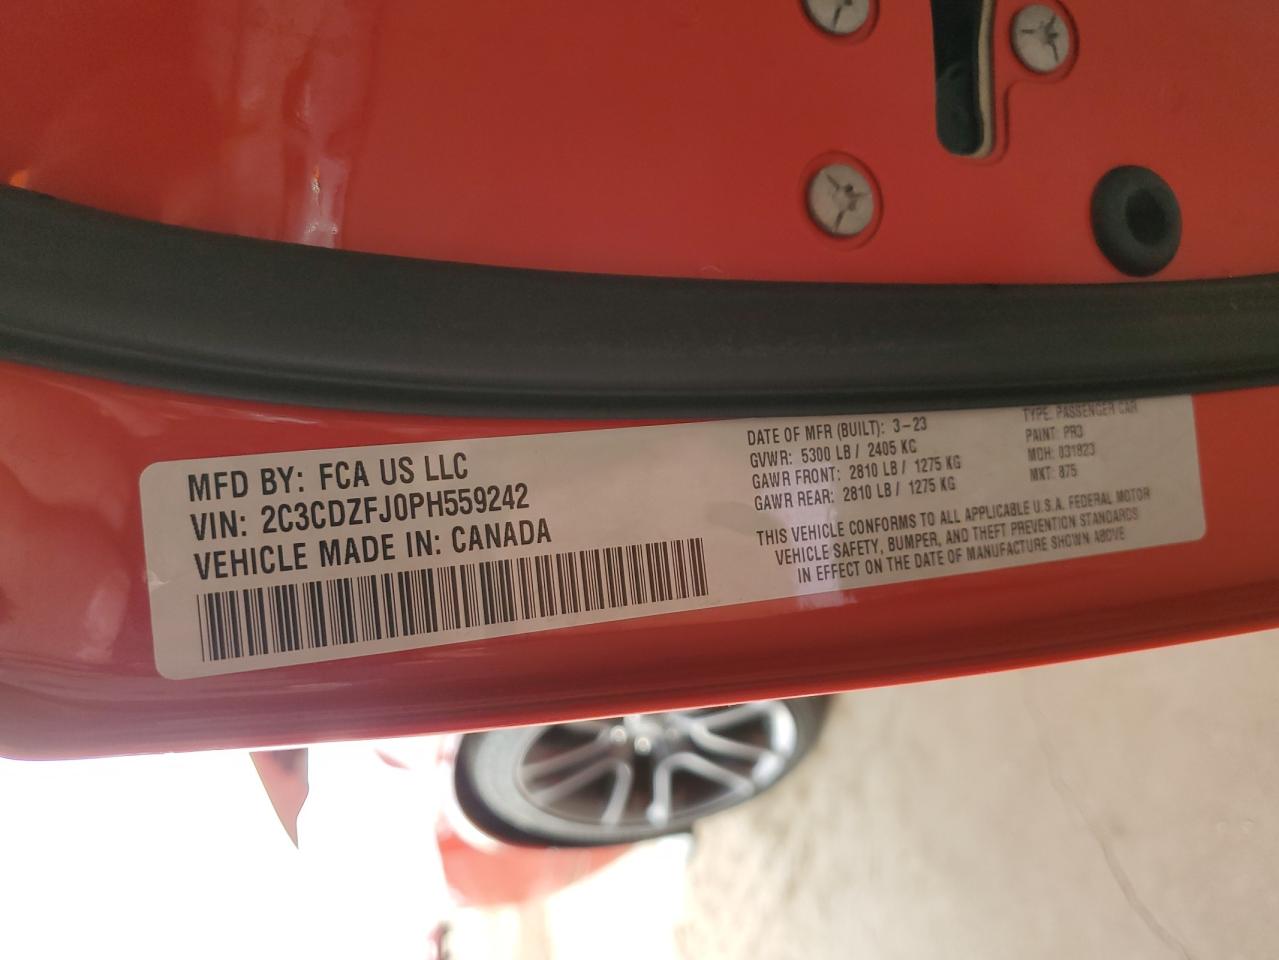 MFD BY: FCA US LLC
VIN: 2C3CDZFJ0PH559242
VEHICLE MADE IN: CANADA
DATE OF MFR (BUILT): 3-23
GVWR: 5300 LB / 2405 KG
GAWR FRONT: 2810 LB / 1275 KG
GAWR REAR: 2810 LB / 1275 KG
TYPE: PASSENGER CAR
PAINT: PR3
MDH: 031823
MKT: 875
THIS VEHICLE CONFORMS TO ALL APPLICABLE U.S.A. FEDERAL MOTOR
VEHICLE SAFETY, BUMPER, AND THEFT PREVENTION STANDARDS
IN EFFECT ON THE DATE OF MANUFACTURE SHOWN ABOVE